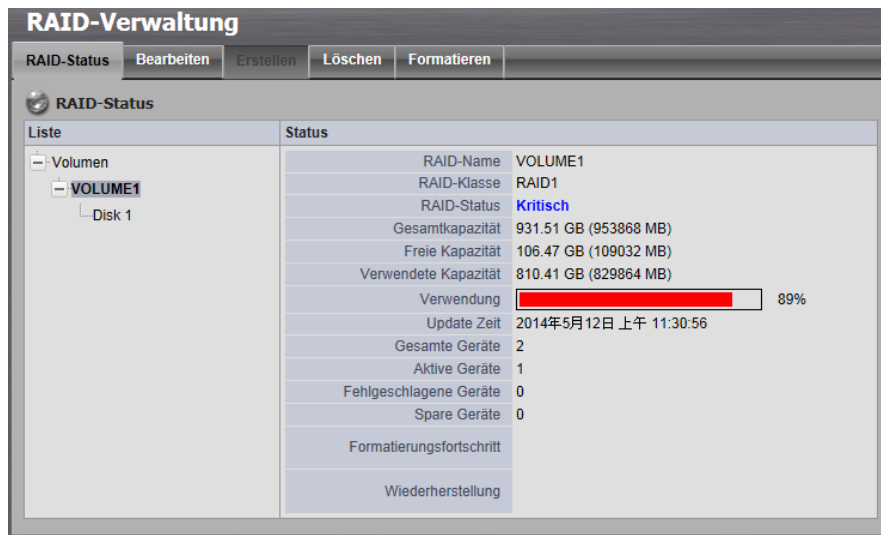 RAID-Verwaltung
RAID-Status Bearbeiten Erstellen Löschen Formatieren
RAID-Status
Liste Status
Volumen
VOLUME1
Disk 1
RAID-Name VOLUME1
RAID-Klasse RAID1
RAID-Status Kritisch
Gesamtkapazität 931.51 GB (953868 MB)
Freie Kapazität 106.47 GB (109032 MB)
Verwendete Kapazität 810.41 GB (829864 MB)
Verwendung 89%
Update Zeit 2014年5月12日 上午 11:30:56
Gesamte Geräte 2
Aktive Geräte 1
Fehlgeschlagene Geräte 0
Spare Geräte 0
Formatierungsfortschritt
Wiederherstellung